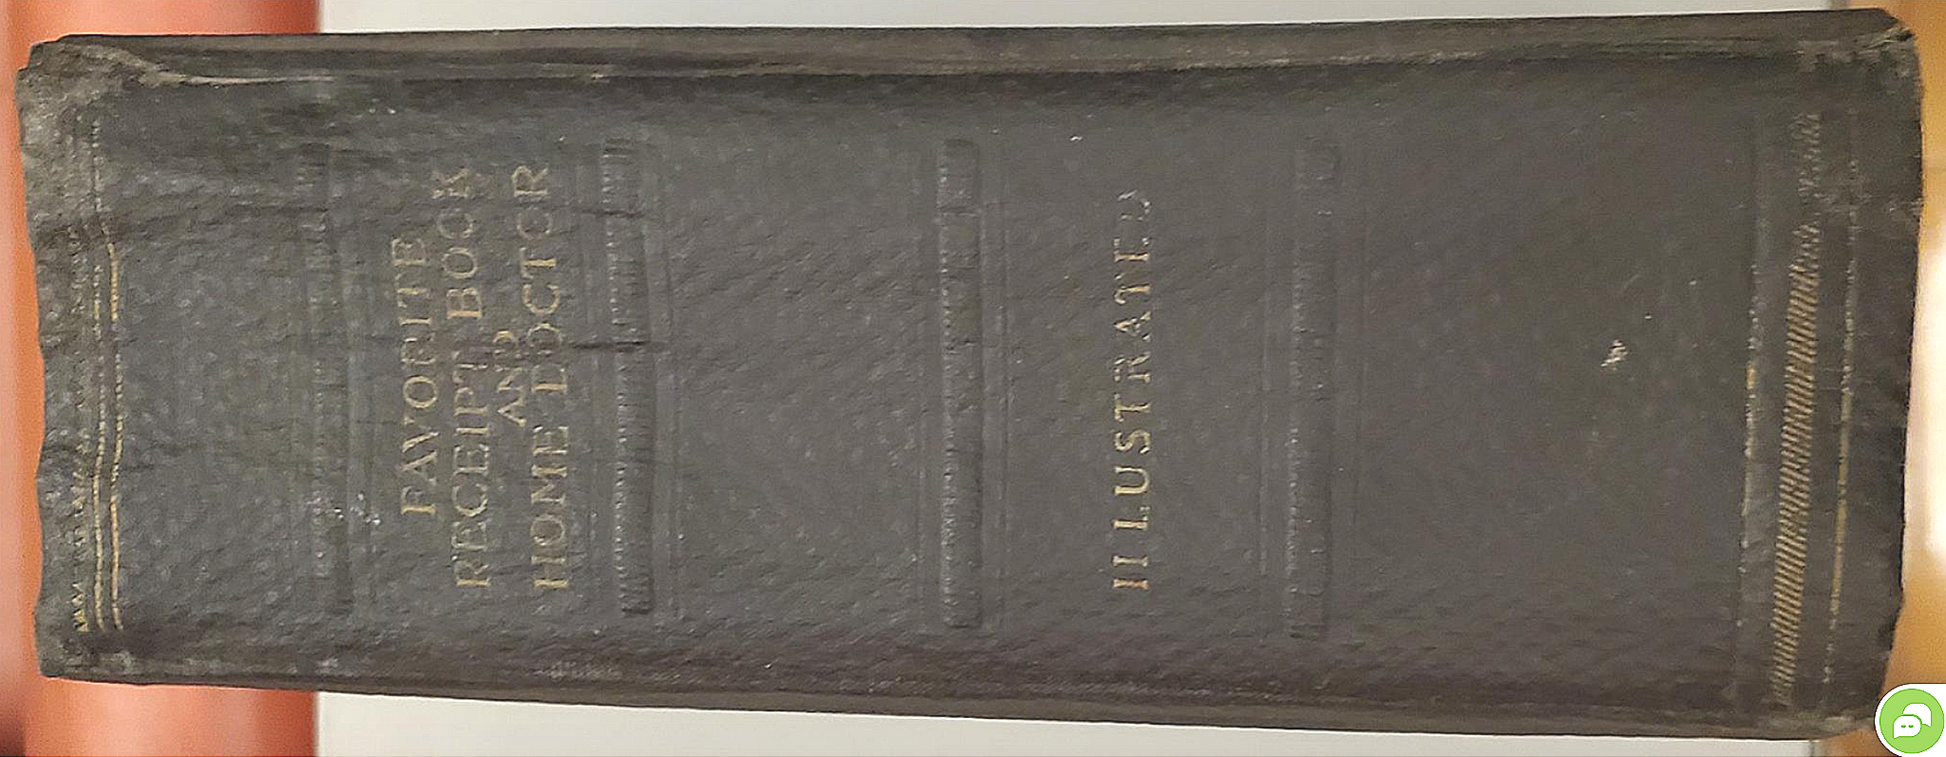 FAVORITE
RECEIPT BOOK
AND
HOME DOCTOR
ILLUSTRATED